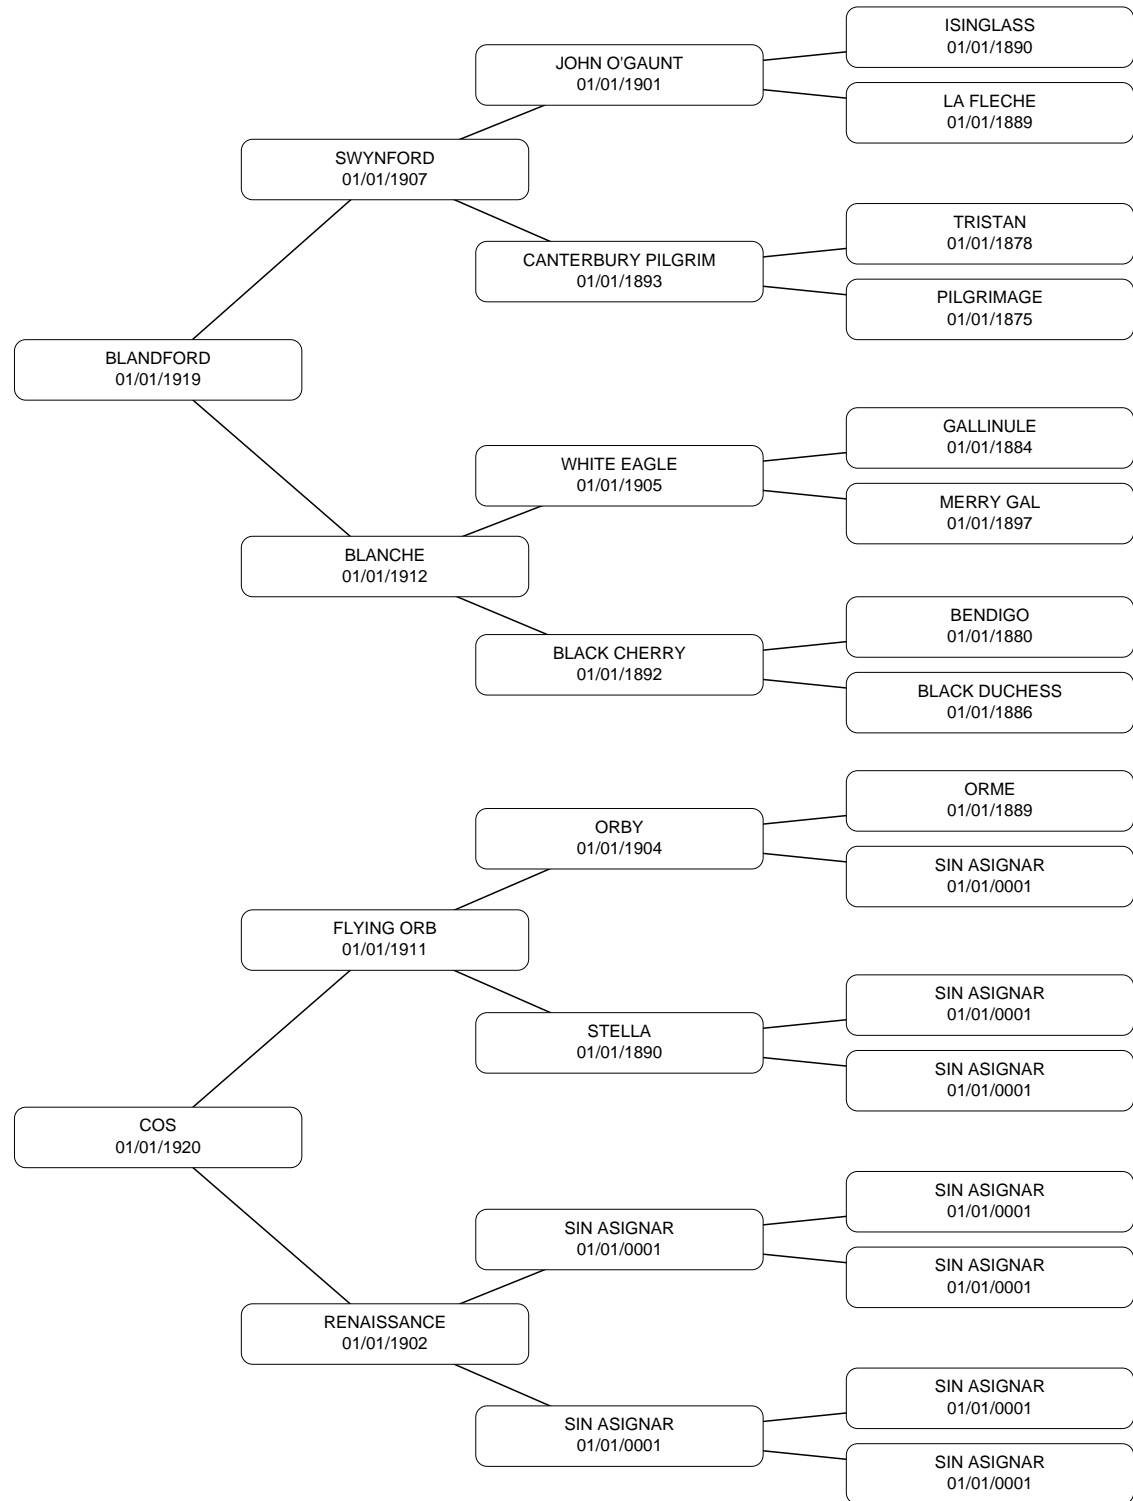 ISINGLASS
01/01/1890
JOHN O'GAUNT
01/01/1901
LA FLECHE
01/01/1889
SWYNFORD
01/01/1907
TRISTAN
01/01/1878
CANTERBURY PILGRIM
01/01/1893
PILGRIMAGE
01/01/1875
BLANDFORD
01/01/1919
GALLINULE
01/01/1884
WHITE EAGLE
01/01/1905
MERRY GAL
01/01/1897
BLANCHE
01/01/1912
BENDIGO
01/01/1880
BLACK CHERRY
01/01/1892
BLACK DUCHESS
01/01/1886
ORME
01/01/1889
ORBY
01/01/1904
SIN ASIGNAR
01/01/0001
FLYING ORB
01/01/1911
SIN ASIGNAR
01/01/0001
STELLA
01/01/1890
SIN ASIGNAR
01/01/0001
COS
01/01/1920
SIN ASIGNAR
01/01/0001
SIN ASIGNAR
01/01/0001
SIN ASIGNAR
01/01/0001
RENAISSANCE
01/01/1902
SIN ASIGNAR
01/01/0001
SIN ASIGNAR
01/01/0001
SIN ASIGNAR
01/01/0001